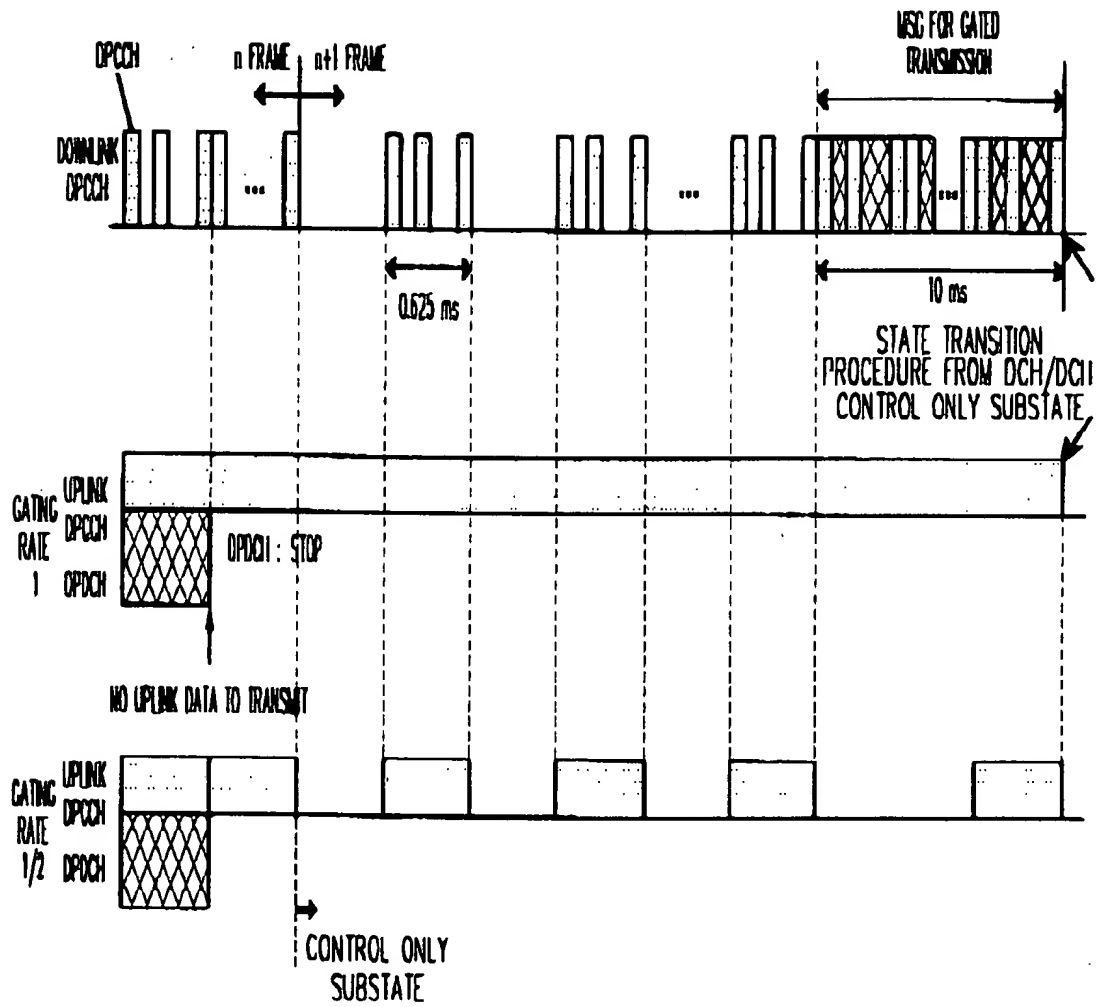 MSG FOR GATED
TRANSMISSION
DPCCH
n FRAME
n+1 FRAME
DOWNLINK
DPCCH
...
...
...
0.625 ms
10 ms
STATE TRANSITION
PROCEDURE FROM DCH/DCH
CONTROL ONLY SUBSTATE
GATING
RATE
1
UPLINK
DPCCH
DPDCH
DPDCH : STOP
NO UPLINK DATA TO TRANSMIT
GATING
RATE
1/2
UPLINK
DPCCH
DPDCH
CONTROL ONLY
SUBSTATE